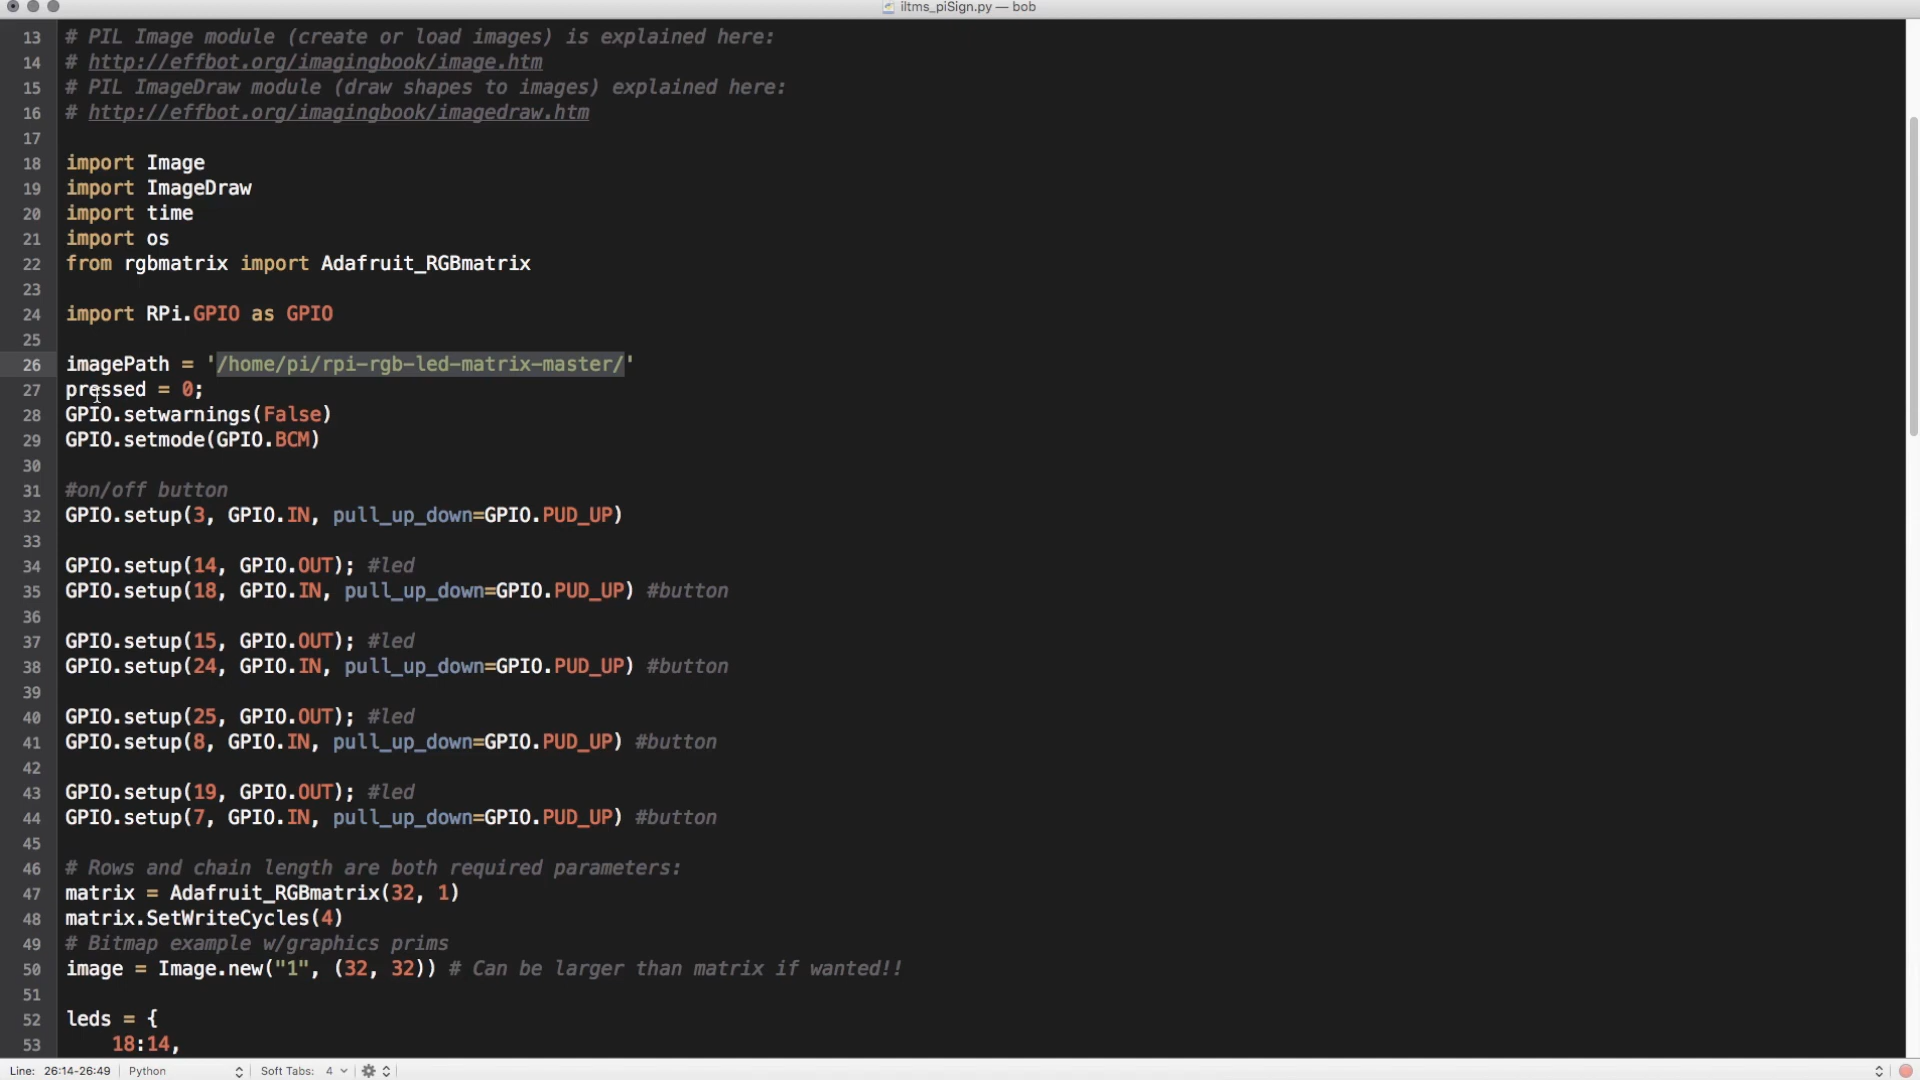 iltms_piSign.py — bob
13 # PIL Image module (create or load images) is explained here:
14 # http://effbot.org/imagingbook/image.htm
15 # PIL ImageDraw module (draw shapes to images) explained here:
16 # http://effbot.org/imagingbook/imagedraw.htm
17
18 import Image
19 import ImageDraw
20 import time
21 import os
22 from rgbmatrix import Adafruit_RGBmatrix
23
24 import RPi.GPIO as GPIO
25
26 imagePath = '/home/pi/rpi-rgb-led-matrix-master/'
27 pressed = 0;
28 GPIO.setwarnings(False)
29 GPIO.setmode(GPIO.BCM)
30
31 #on/off button
32 GPIO.setup(3, GPIO.IN, pull_up_down=GPIO.PUD_UP)
33
34 GPIO.setup(14, GPIO.OUT); #led
35 GPIO.setup(18, GPIO.IN, pull_up_down=GPIO.PUD_UP) #button
36
37 GPIO.setup(15, GPIO.OUT); #led
38 GPIO.setup(24, GPIO.IN, pull_up_down=GPIO.PUD_UP) #button
39
40 GPIO.setup(25, GPIO.OUT); #led
41 GPIO.setup(8, GPIO.IN, pull_up_down=GPIO.PUD_UP) #button
42
43 GPIO.setup(19, GPIO.OUT); #led
44 GPIO.setup(7, GPIO.IN, pull_up_down=GPIO.PUD_UP) #button
45
46 # Rows and chain length are both required parameters:
47 matrix = Adafruit_RGBmatrix(32, 1)
48 matrix.SetWriteCycles(4)
49 # Bitmap example w/graphics prims
50 image = Image.new("1", (32, 32)) # Can be larger than matrix if wanted!!
51
52 leds = {
53 18:14,
Line: 26:14-26:49 Python Soft Tabs: 4